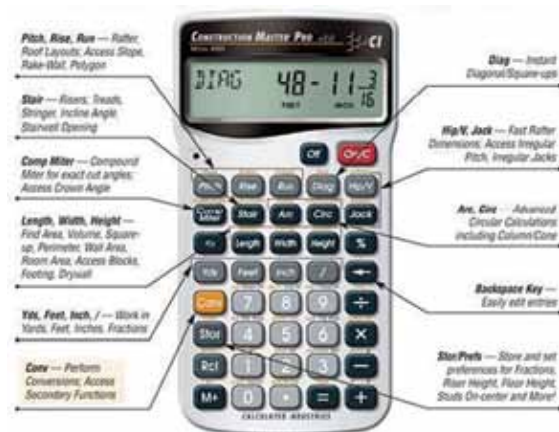 Pitch, Rise, Run — Rafter,
Roof Layouts: Access Slope,
Rake-Wall, Polygon
Stair — Risers, Treads,
Stringer, Incline Angle,
Stairwell Opening
Comp Miter — Compound
Miter for exact cut angles;
Access Crown Angle
Length, Width, Height —
Find Area, Volume, Square-
up, Perimeter, Wall Area,
Room Area, Access Blocks,
Footing, Drywall
Yds, Feet, Inch, / — Work in
Yards, Feet, Inches, Fractions
Conv — Perform
Conversions; Access
Secondary Functions
CONSTRUCTION MASTER PRO
CI
DIAG 48-11 3/16
FEET INCH
Off On/C
Pitch Rise Run Diag Hip/V
Comp Miter Stair Arc Circ Jack
Length Width Height %
Yds Feet Inch / ←
Conv 7 8 9 ÷
Stor 4 5 6 ×
Rcl 1 2 3 −
M+ 0 • = +
CALCULATED INDUSTRIES
Diag — Instant
Diagonal/Square-ups
Hip/V, Jack — Fast Rafter
Dimensions; Access Irregular
Pitch, Irregular Jacks
Arc, Circ — Advanced
Circular Calculations
including Column/Cone
Backspace Key —
Easily edit entries
Stor/Prefs — Store and set
preferences for Fractions,
Riser Height, Floor Height,
Studs On-center and More!